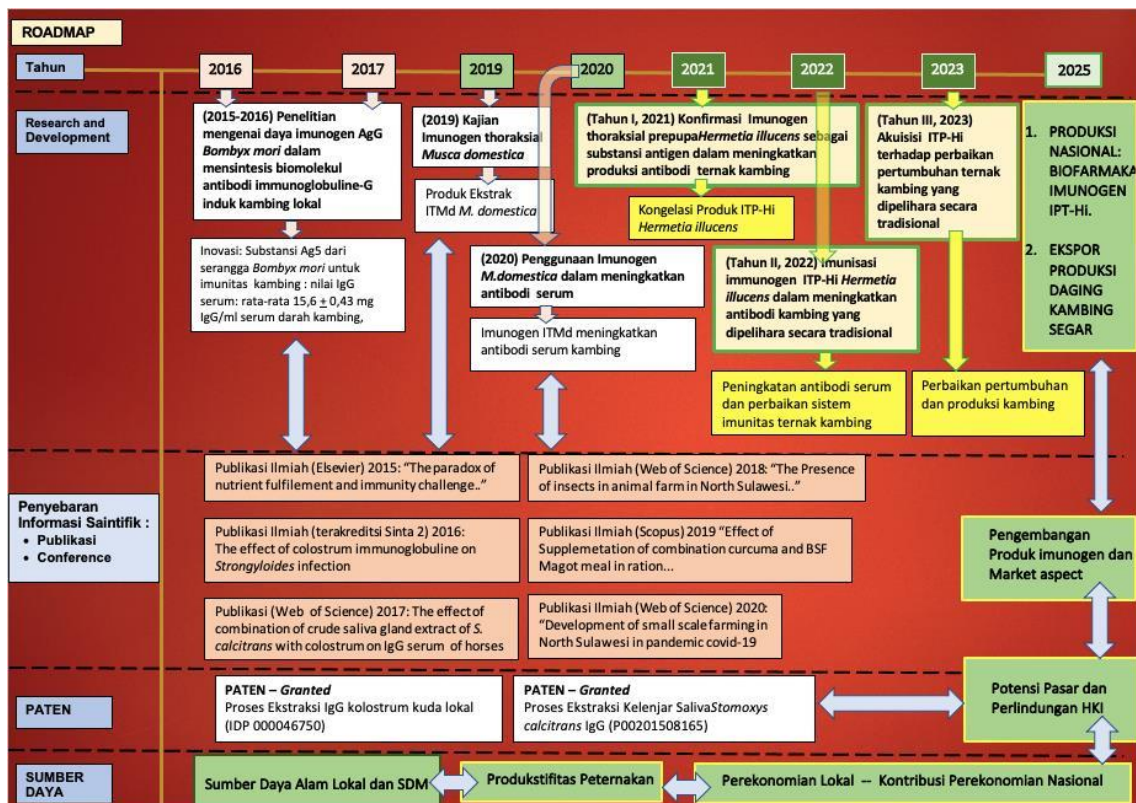 ROADMAP
Tahun
2016
2017
2019
2020
2021
2022
2023
2025
Research and
Development
(2015-2016) Penelitian
mengenai daya imunogen AgG
Bombyx mori dalam
mensintesis biomolekul
antibodi immunoglobuline-G
induk kambing lokal
Inovasi: Substansi Ag5 dari
serangga Bombyx mori untuk
imunitas kambing : nilai IgG
serum: rata-rata 15,6 ± 0,43 mg
IgG/ml serum darah kambing,
(2019) Kajian
Imunogen thoraksial
Musca domestica
Produk Ekstrak
ITMd M. domestica
(2020) Penggunaan Imunogen
M.domestica dalam meningkatkan
antibodi serum
Imunogen ITMd meningkatkan
antibodi serum kambing
(Tahun I, 2021) Konfirmasi Imunogen
thoraksial prepupaHermetia illucens sebagai
substansi antigen dalam meningkatkan
produksi antibodi ternak kambing
Kongelasi Produk ITP-Hi
Hermetia illucens
(Tahun II, 2022) Imunisasi
immunogen ITP-Hi Hermetia
illucens dalam meningkatkan
antibodi kambing yang
dipelihara secara tradisional
Peningkatan antibodi serum
dan perbaikan sistem
imunitas ternak kambing
(Tahun III, 2023)
Akuisisi ITP-Hi
terhadap perbaikan
pertumbuhan ternak
kambing yang
dipelihara secara
tradisional
Perbaikan pertumbuhan
dan produksi kambing
1. PRODUKSI
NASIONAL:
BIOFARMAKA
IMUNOGEN
IPT-Hi.
2. EKSPOR
PRODUKSI
DAGING
KAMBING
SEGAR
Penyebaran
Informasi Saintifik :
• Publikasi
• Conference
Publikasi Ilmiah (Elsevier) 2015: "The paradox of
nutrient fulfilement and immunity challenge.."
Publikasi Ilmiah (terakreditsi Sinta 2) 2016:
The effect of colostrum immunoglobuline on
Strongyloides infection
Publikasi (Web of Science) 2017: The effect of
combination of crude saliva gland extract of S.
calcitrans with colostrum on IgG serum of horses
Publikasi Ilmiah (Web of Science) 2018: "The Presence
of insects in animal farm in North Sulawesi.."
Publikasi Ilmiah (Scopus) 2019 "Effect of
Supplemetation of combination curcuma and BSF
Magot meal in ration...
Publikasi Ilmiah (Web of Science) 2020:
"Development of small scale farming in
North Sulawesi in pandemic covid-19
Pengembangan
Produk imunogen dan
Market aspect
PATEN
PATEN – Granted
Proses Ekstraksi IgG kolostrum kuda lokal
(IDP 000046750)
PATEN – Granted
Proses Ekstraksi Kelenjar SalivaStomoxys
calcitrans IgG (P00201508165)
Potensi Pasar dan
Perlindungan HKI
SUMBER
DAYA
Sumber Daya Alam Lokal dan SDM
Produkstifitas Peternakan
Perekonomian Lokal -- Kontribusi Perekonomian Nasional